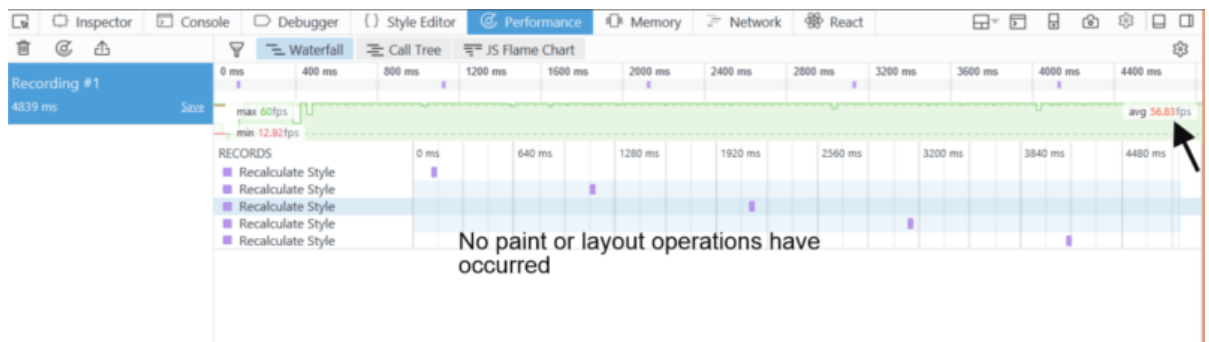 Inspector Console Debugger {} Style Editor Performance Memory Network React
Waterfall Call Tree JS Flame Chart
Recording #1
4839 ms Save
0 ms 400 ms 800 ms 1200 ms 1600 ms 2000 ms 2400 ms 2800 ms 3200 ms 3600 ms 4000 ms 4400 ms
max 60fps avg 56.83fps
min 12.92fps
RECORDS 0 ms 640 ms 1280 ms 1920 ms 2560 ms 3200 ms 3840 ms 4480 ms
Recalculate Style
Recalculate Style
Recalculate Style
Recalculate Style
Recalculate Style
No paint or layout operations have
occurred